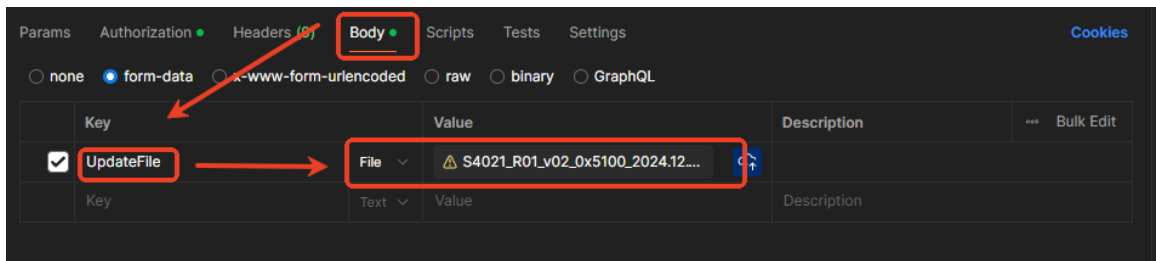 Params Authorization Headers (8) Body Scripts Tests Settings Cookies
none form-data x-www-form-urlencoded raw binary GraphQL
Key Value Description ••• Bulk Edit
UpdateFile File S4021_R01_v02_0x5100_2024.12....
Key Text Value Description